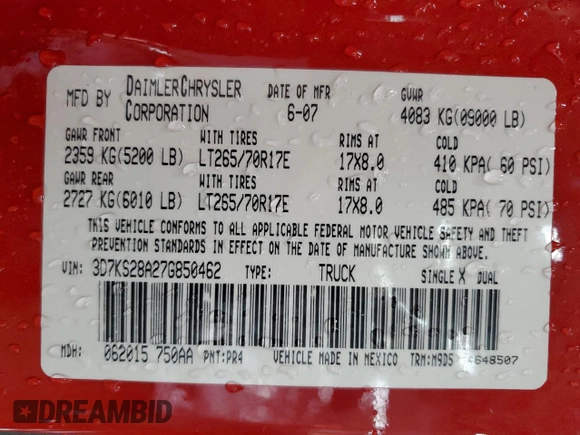 MFD BY DAIMLERCHRYSLER CORPORATION DATE OF MFR 6-07 GVWR 4083 KG(09000 LB)
GAWR FRONT WITH TIRES RIMS AT COLD
2359 KG(5200 LB) LT265/70R17E 17X8.0 410 KPA( 60 PSI)
GAWR REAR WITH TIRES RIMS AT COLD
2727 KG(6010 LB) LT265/70R17E 17X8.0 485 KPA( 70 PSI)
THIS VEHICLE CONFORMS TO ALL APPLICABLE FEDERAL MOTOR VEHICLE SAFETY AND THEFT
PREVENTION STANDARDS IN EFFECT ON THE DATE OF MANUFACTURE SHOWN ABOVE.
VIN: 3D7KS28A27G850462 TYPE: TRUCK SINGLE X DUAL
MDH: 062015 750AA PNT:PR4 VEHICLE MADE IN MEXICO TRM:M9D5 4648507
DREAMBID